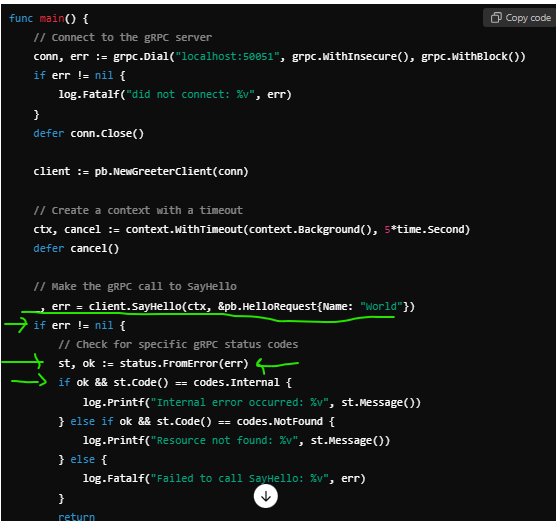 Copy code
func main() {
    // Connect to the gRPC server
    conn, err := grpc.Dial("localhost:50051", grpc.WithInsecure(), grpc.WithBlock())
    if err != nil {
        log.Fatalf("did not connect: %v", err)
    }
    defer conn.Close()

    client := pb.NewGreeterClient(conn)

    // Create a context with a timeout
    ctx, cancel := context.WithTimeout(context.Background(), 5*time.Second)
    defer cancel()

    // Make the gRPC call to SayHello
    _, err = client.SayHello(ctx, &pb.HelloRequest{Name: "World"})
    if err != nil {
        // Check for specific gRPC status codes
        st, ok := status.FromError(err)
        if ok && st.Code() == codes.Internal {
            log.Printf("Internal error occurred: %v", st.Message())
        } else if ok && st.Code() == codes.NotFound {
            log.Printf("Resource not found: %v", st.Message())
        } else {
            log.Fatalf("Failed to call SayHello: %v", err)
        }
        return